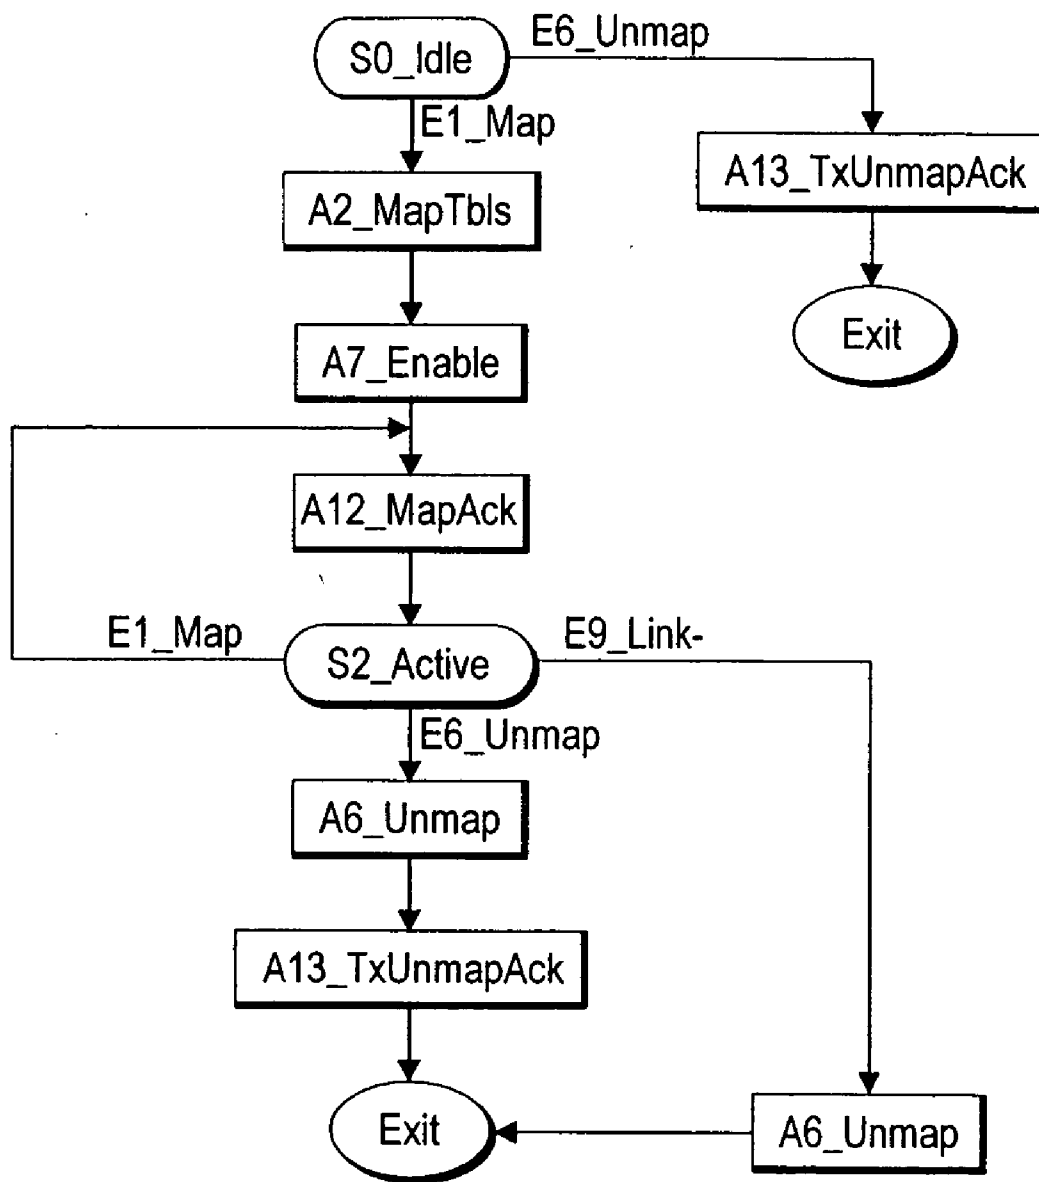 S0_Idle
E6_Unmap
E1_Map
A13_TxUnmapAck
A2_MapTbls
Exit
A7_Enable
A12_MapAck
E1_Map
E9_Link-
S2_Active
E6_Unmap
A6_Unmap
A13_TxUnmapAck
Exit
A6_Unmap